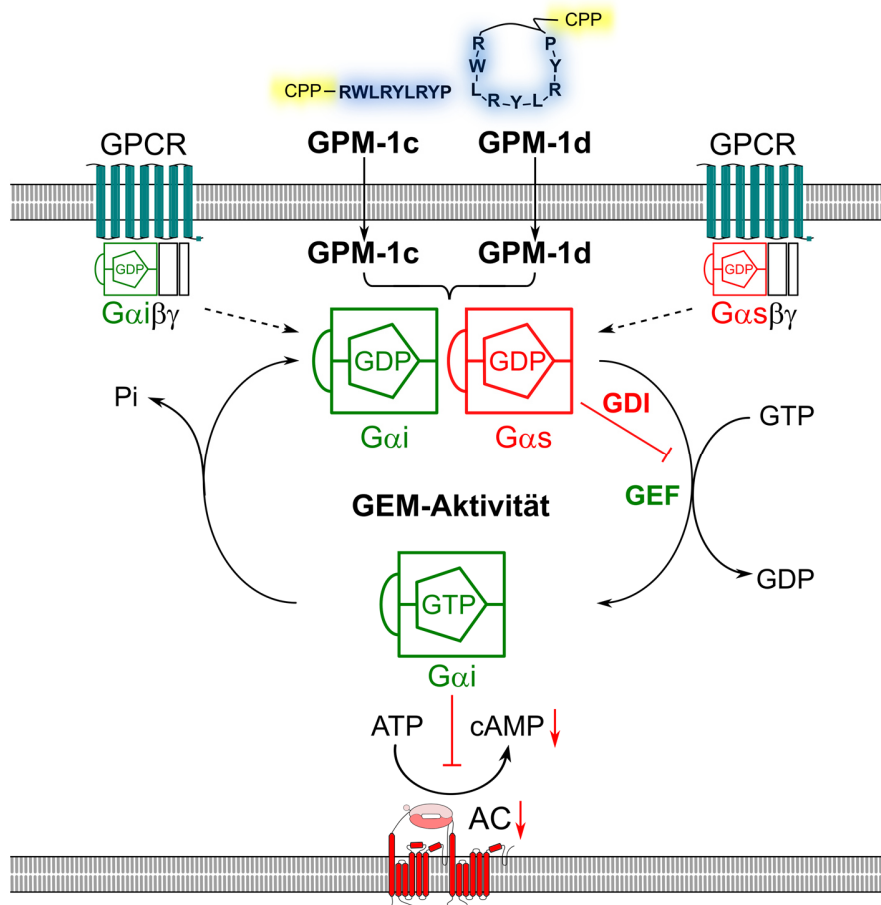 CPP
CPP
RWLRYLRYP
R
W
L
R
Y
L
R
Y
P
GPCR
GPM-1c
GPM-1d
GPCR
GPM-1c
GPM-1d
GDP
GDP
Gαiβγ
Gαsβγ
GDP
GDP
Pi
GDI
GTP
Gαi
Gαs
GEF
GEM-Aktivität
GDP
GTP
Gαi
ATP
cAMP
AC